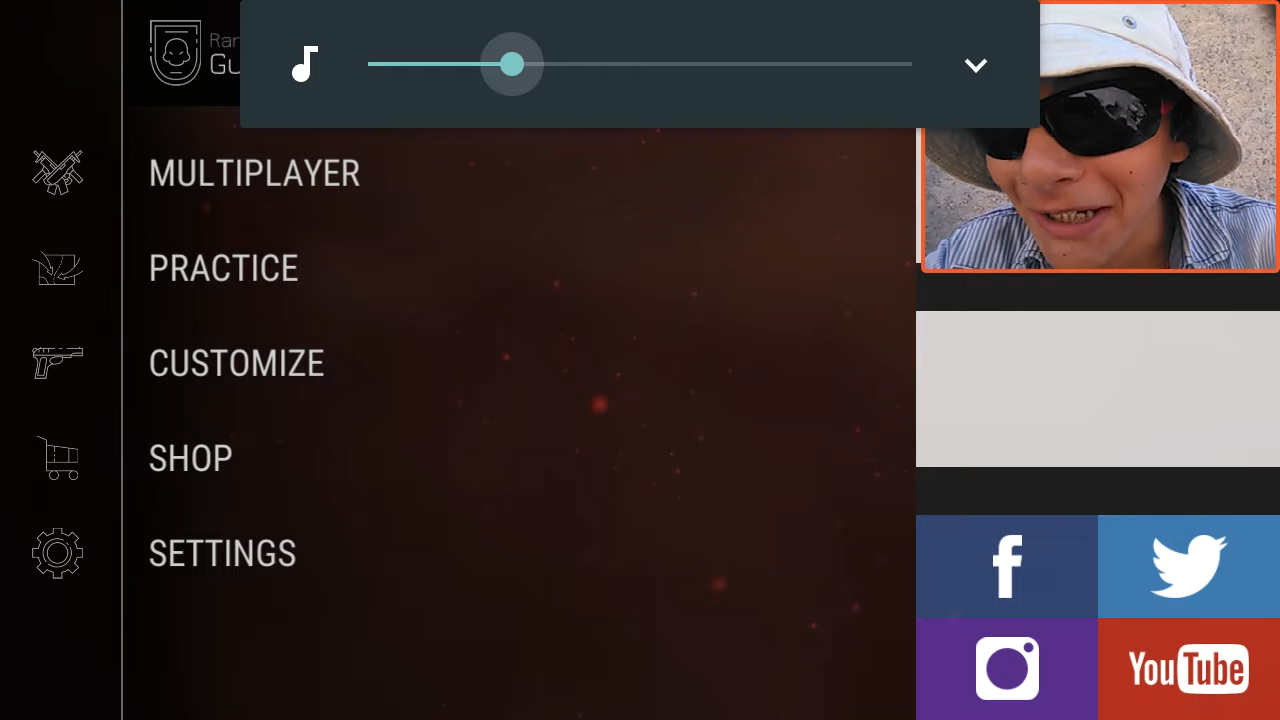 MULTIPLAYER
PRACTICE
CUSTOMIZE
SHOP
SETTINGS
f
YouTube